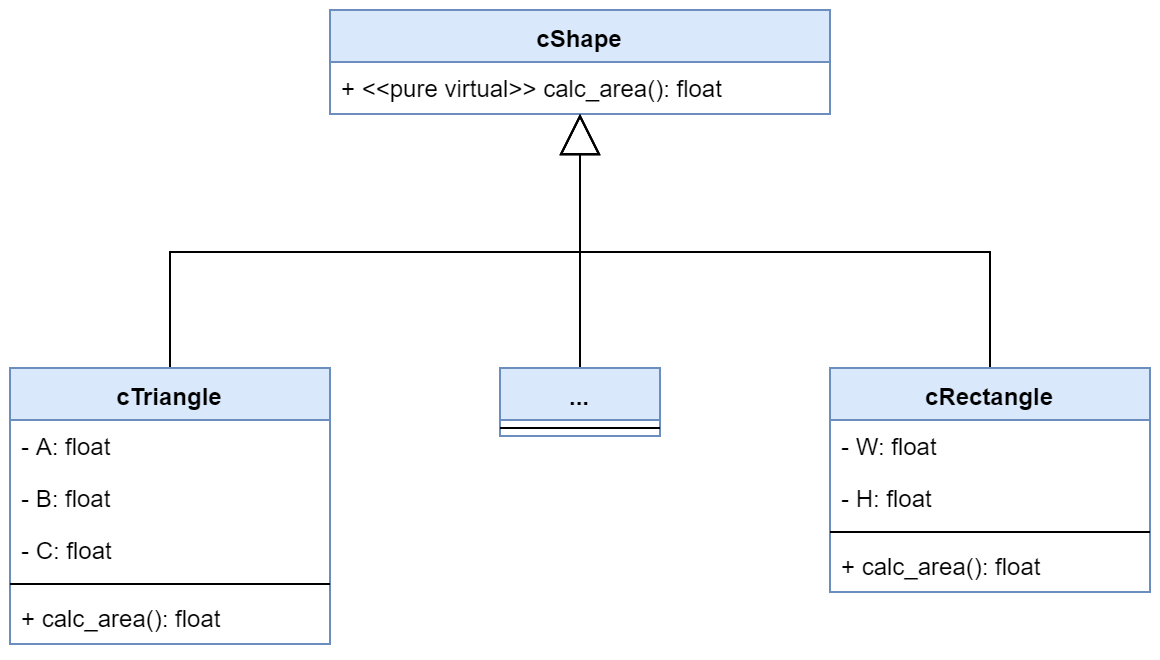 cShape
+ <<pure virtual>> calc_area(): float
cTriangle
- A: float
- B: float
- C: float
+ calc_area(): float
...
cRectangle
- W: float
- H: float
+ calc_area(): float